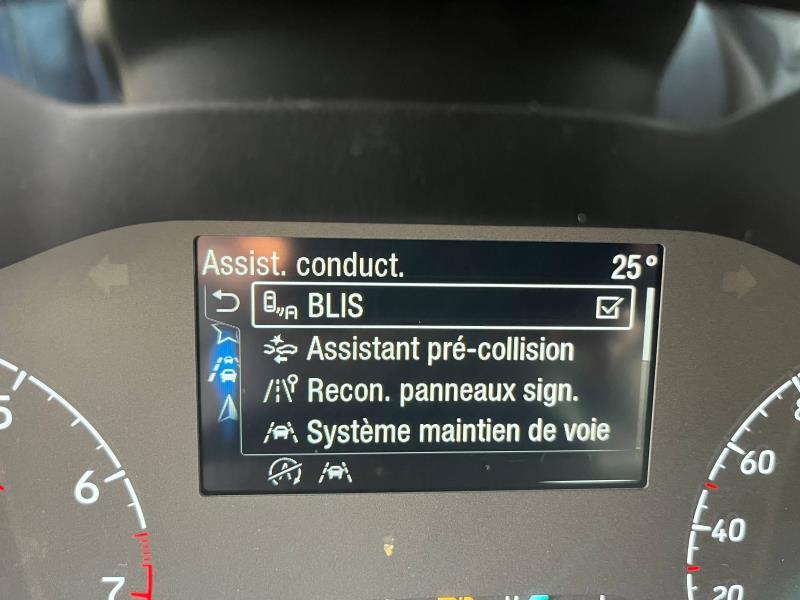 Assist. conduct. 25°
BLIS
Assistant pré-collision
Recon. panneaux sign.
Système maintien de voie
5
6
7
60
40
20